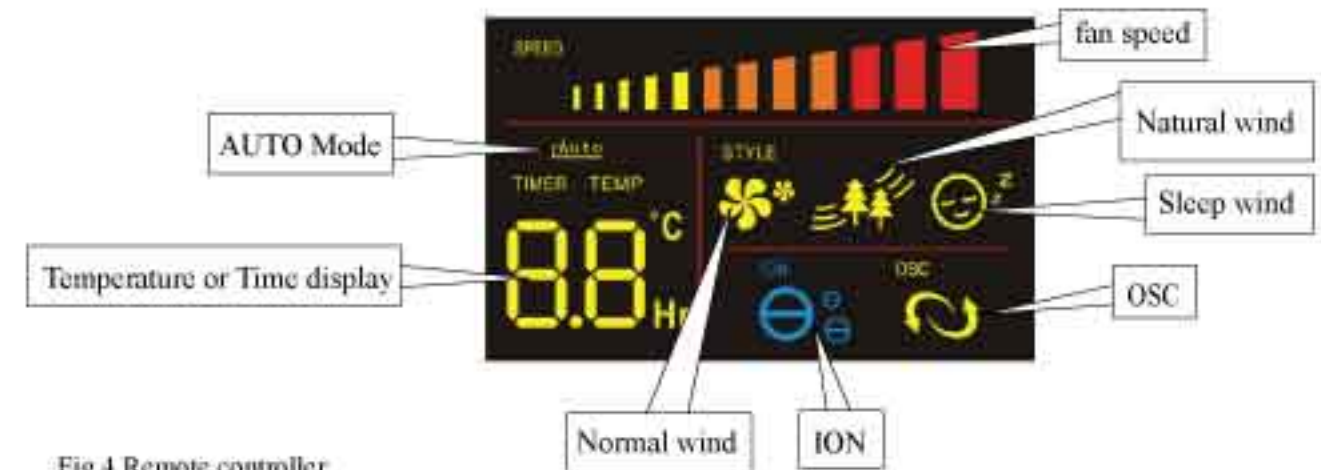 fan speed
SPEED
Natural wind
AUTO Mode
Auto
STYLE
TIMER TEMP
Sleep wind
8.8 °C
Hr
Temperature or Time display
ION
OSC
OSC
Normal wind
ION
Fig 4 Remote controller